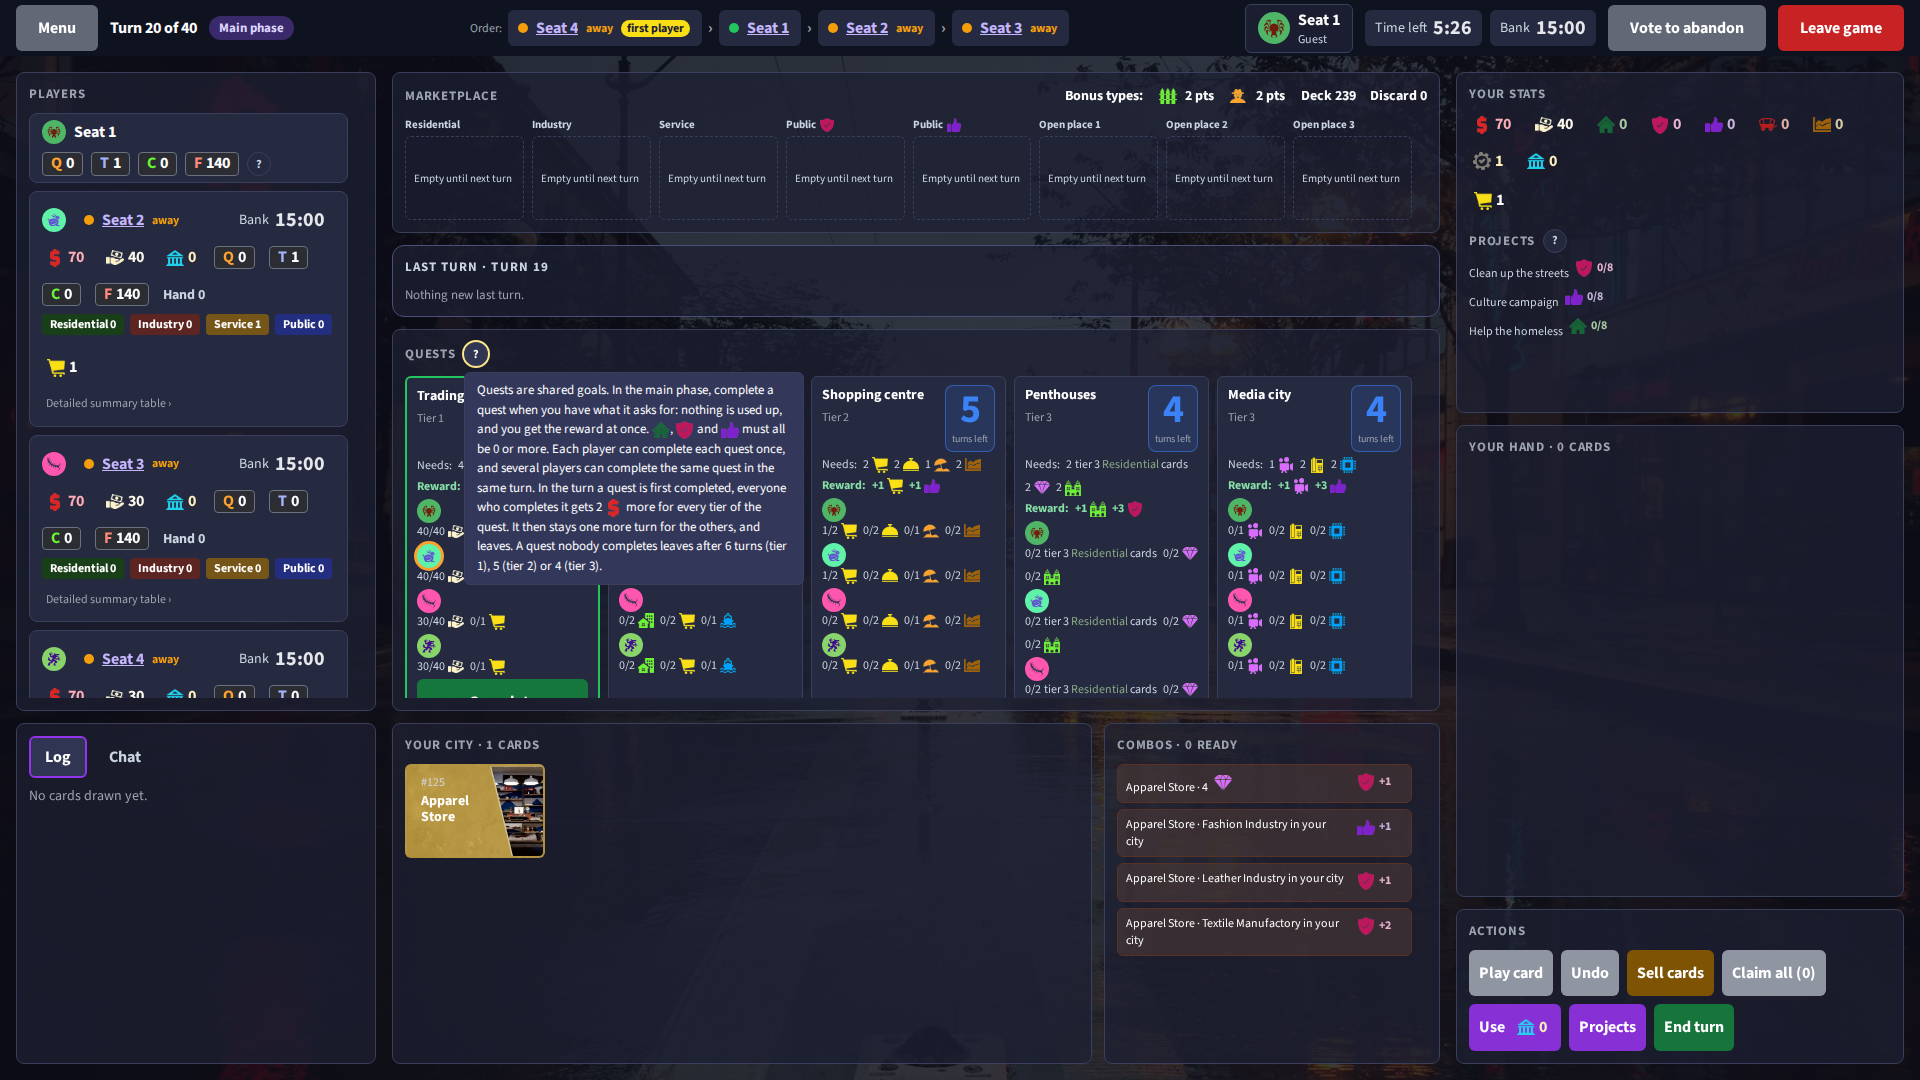 Menu
Turn 20 of 40
Main phase
Order:
Seat 4 away first player
Seat 1
Seat 2 away
Seat 3 away
Seat 1
Guest
Time left 5:26
Bank 15:00
Vote to abandon
Leave game
PLAYERS
Seat 1
Q 0
T 1
C 0
F 140
?
Seat 2 away
Bank 15:00
70
40
0
Q 0
T 1
C 0
F 140
Hand 0
Residential 0
Industry 0
Service 1
Public 0
1
Detailed summary table ›
Seat 3 away
Bank 15:00
70
30
0
Q 0
T 0
C 0
F 140
Hand 0
Residential 0
Industry 0
Service 0
Public 0
Detailed summary table ›
Seat 4 away
Bank 15:00
70
30
0
Q 0
T 0
MARKETPLACE
Bonus types:
2 pts
2 pts
Deck 239
Discard 0
Residential
Industry
Service
Public
Public
Open place 1
Open place 2
Open place 3
Empty until next turn
Empty until next turn
Empty until next turn
Empty until next turn
Empty until next turn
Empty until next turn
Empty until next turn
Empty until next turn
LAST TURN · TURN 19
Nothing new last turn.
QUESTS
?
Quests are shared goals. In the main phase, complete a
quest when you have what it asks for: nothing is used up,
and you get the reward at once. , and must all
be 0 or more. Each player can complete each quest once,
and several players can complete the same quest in the
same turn. In the turn a quest is first completed, everyone
who completes it gets 2 more for every tier of the
quest. It then stays one more turn for the others, and
leaves. A quest nobody completes leaves after 6 turns (tier
1), 5 (tier 2) or 4 (tier 3).
Trading
Tier 1
Needs: 4
Reward:
40/40
40/40
30/40 0/1
30/40 0/1
0/2 0/2 0/1
0/2 0/2 0/1
Shopping centre
Tier 2
5
turns left
Needs: 2 2 1 2
Reward: +1 +1
1/2 0/2 0/1 0/2
1/2 0/2 0/1 0/2
0/2 0/2 0/1 0/2
0/2 0/2 0/1 0/2
Penthouses
Tier 3
4
turns left
Needs: 2 tier 3 Residential cards
2 2
Reward: +1 +3
0/2 tier 3 Residential cards 0/2
0/2
0/2 tier 3 Residential cards 0/2
0/2
0/2 tier 3 Residential cards 0/2
Media city
Tier 3
4
turns left
Needs: 1 2 2
Reward: +1 +3
0/1 0/2 0/2
0/1 0/2 0/2
0/1 0/2 0/2
0/1 0/2 0/2
YOUR STATS
70
40
0
0
0
0
0
1
0
1
PROJECTS
?
Clean up the streets 0/8
Culture campaign 0/8
Help the homeless 0/8
YOUR HAND · 0 CARDS
Log
Chat
No cards drawn yet.
YOUR CITY · 1 CARDS
#125
Apparel
Store
COMBOS · 0 READY
Apparel Store · 4 +1
Apparel Store · Fashion Industry in your
city
+1
Apparel Store · Leather Industry in your city +1
Apparel Store · Textile Manufactory in your
city
+2
ACTIONS
Play card
Undo
Sell cards
Claim all (0)
Use 0
Projects
End turn